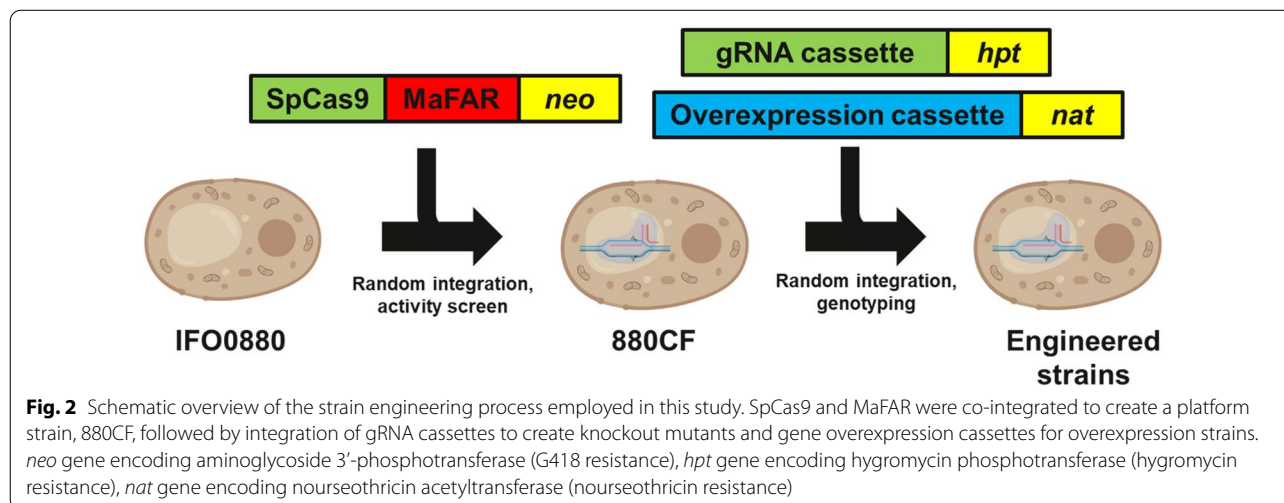 gRNA cassette hpt
SpCas9 MaFAR neo
Overexpression cassette nat
Random integration,
activity screen
Random integration,
genotyping
IFO0880
880CF
Engineered
strains
Fig. 2 Schematic overview of the strain engineering process employed in this study. SpCas9 and MaFAR were co-integrated to create a platform
strain, 880CF, followed by integration of gRNA cassettes to create knockout mutants and gene overexpression cassettes for overexpression strains.
neo gene encoding aminoglycoside 3’-phosphotransferase (G418 resistance), hpt gene encoding hygromycin phosphotransferase (hygromycin
resistance), nat gene encoding nourseothricin acetyltransferase (nourseothricin resistance)